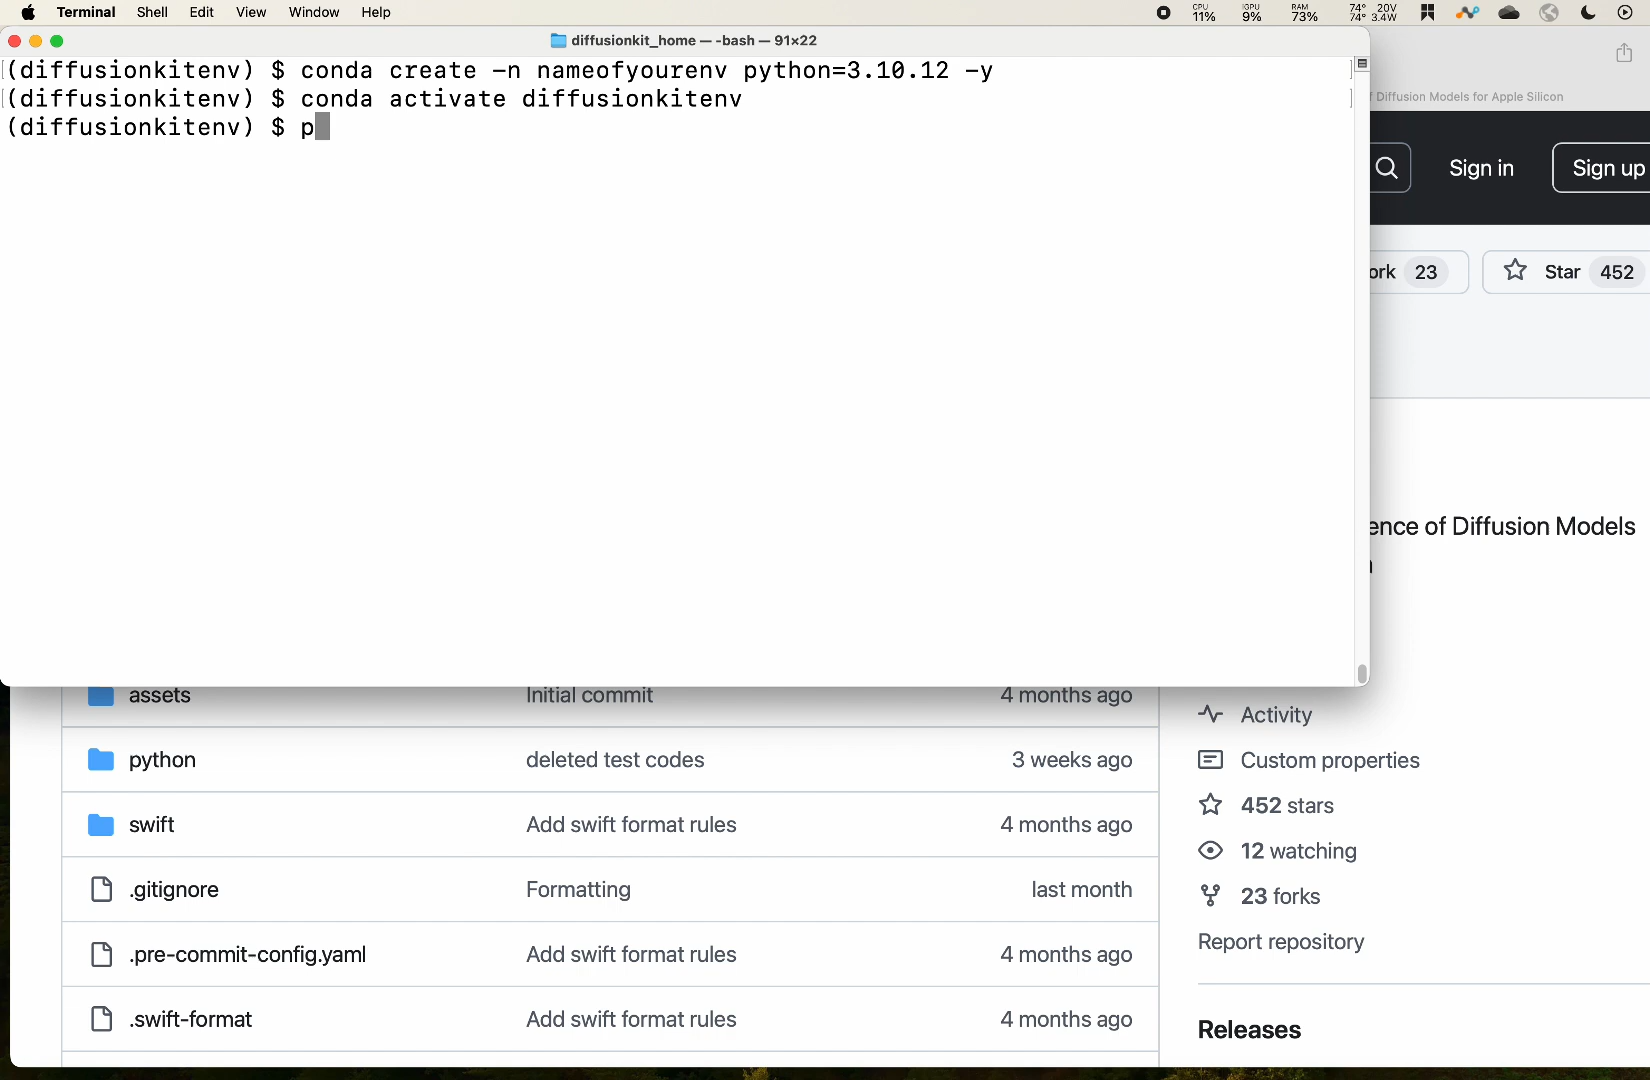 Terminal Shell Edit View Window Help
CPU 11% IGPU 9% RAM 73% 74° 74° 20V 3.4W
diffusionkit_home — -bash — 91×22
(diffusionkitenv) $ conda create -n nameofyourenv python=3.10.12 -y
(diffusionkitenv) $ conda activate diffusionkitenv
(diffusionkitenv) $ p
f Diffusion Models for Apple Silicon
Sign in Sign up
ork 23 Star 452
ence of Diffusion Models
assets Initial commit 4 months ago
python deleted test codes 3 weeks ago
swift Add swift format rules 4 months ago
.gitignore Formatting last month
.pre-commit-config.yaml Add swift format rules 4 months ago
.swift-format Add swift format rules 4 months ago
Activity
Custom properties
452 stars
12 watching
23 forks
Report repository
Releases